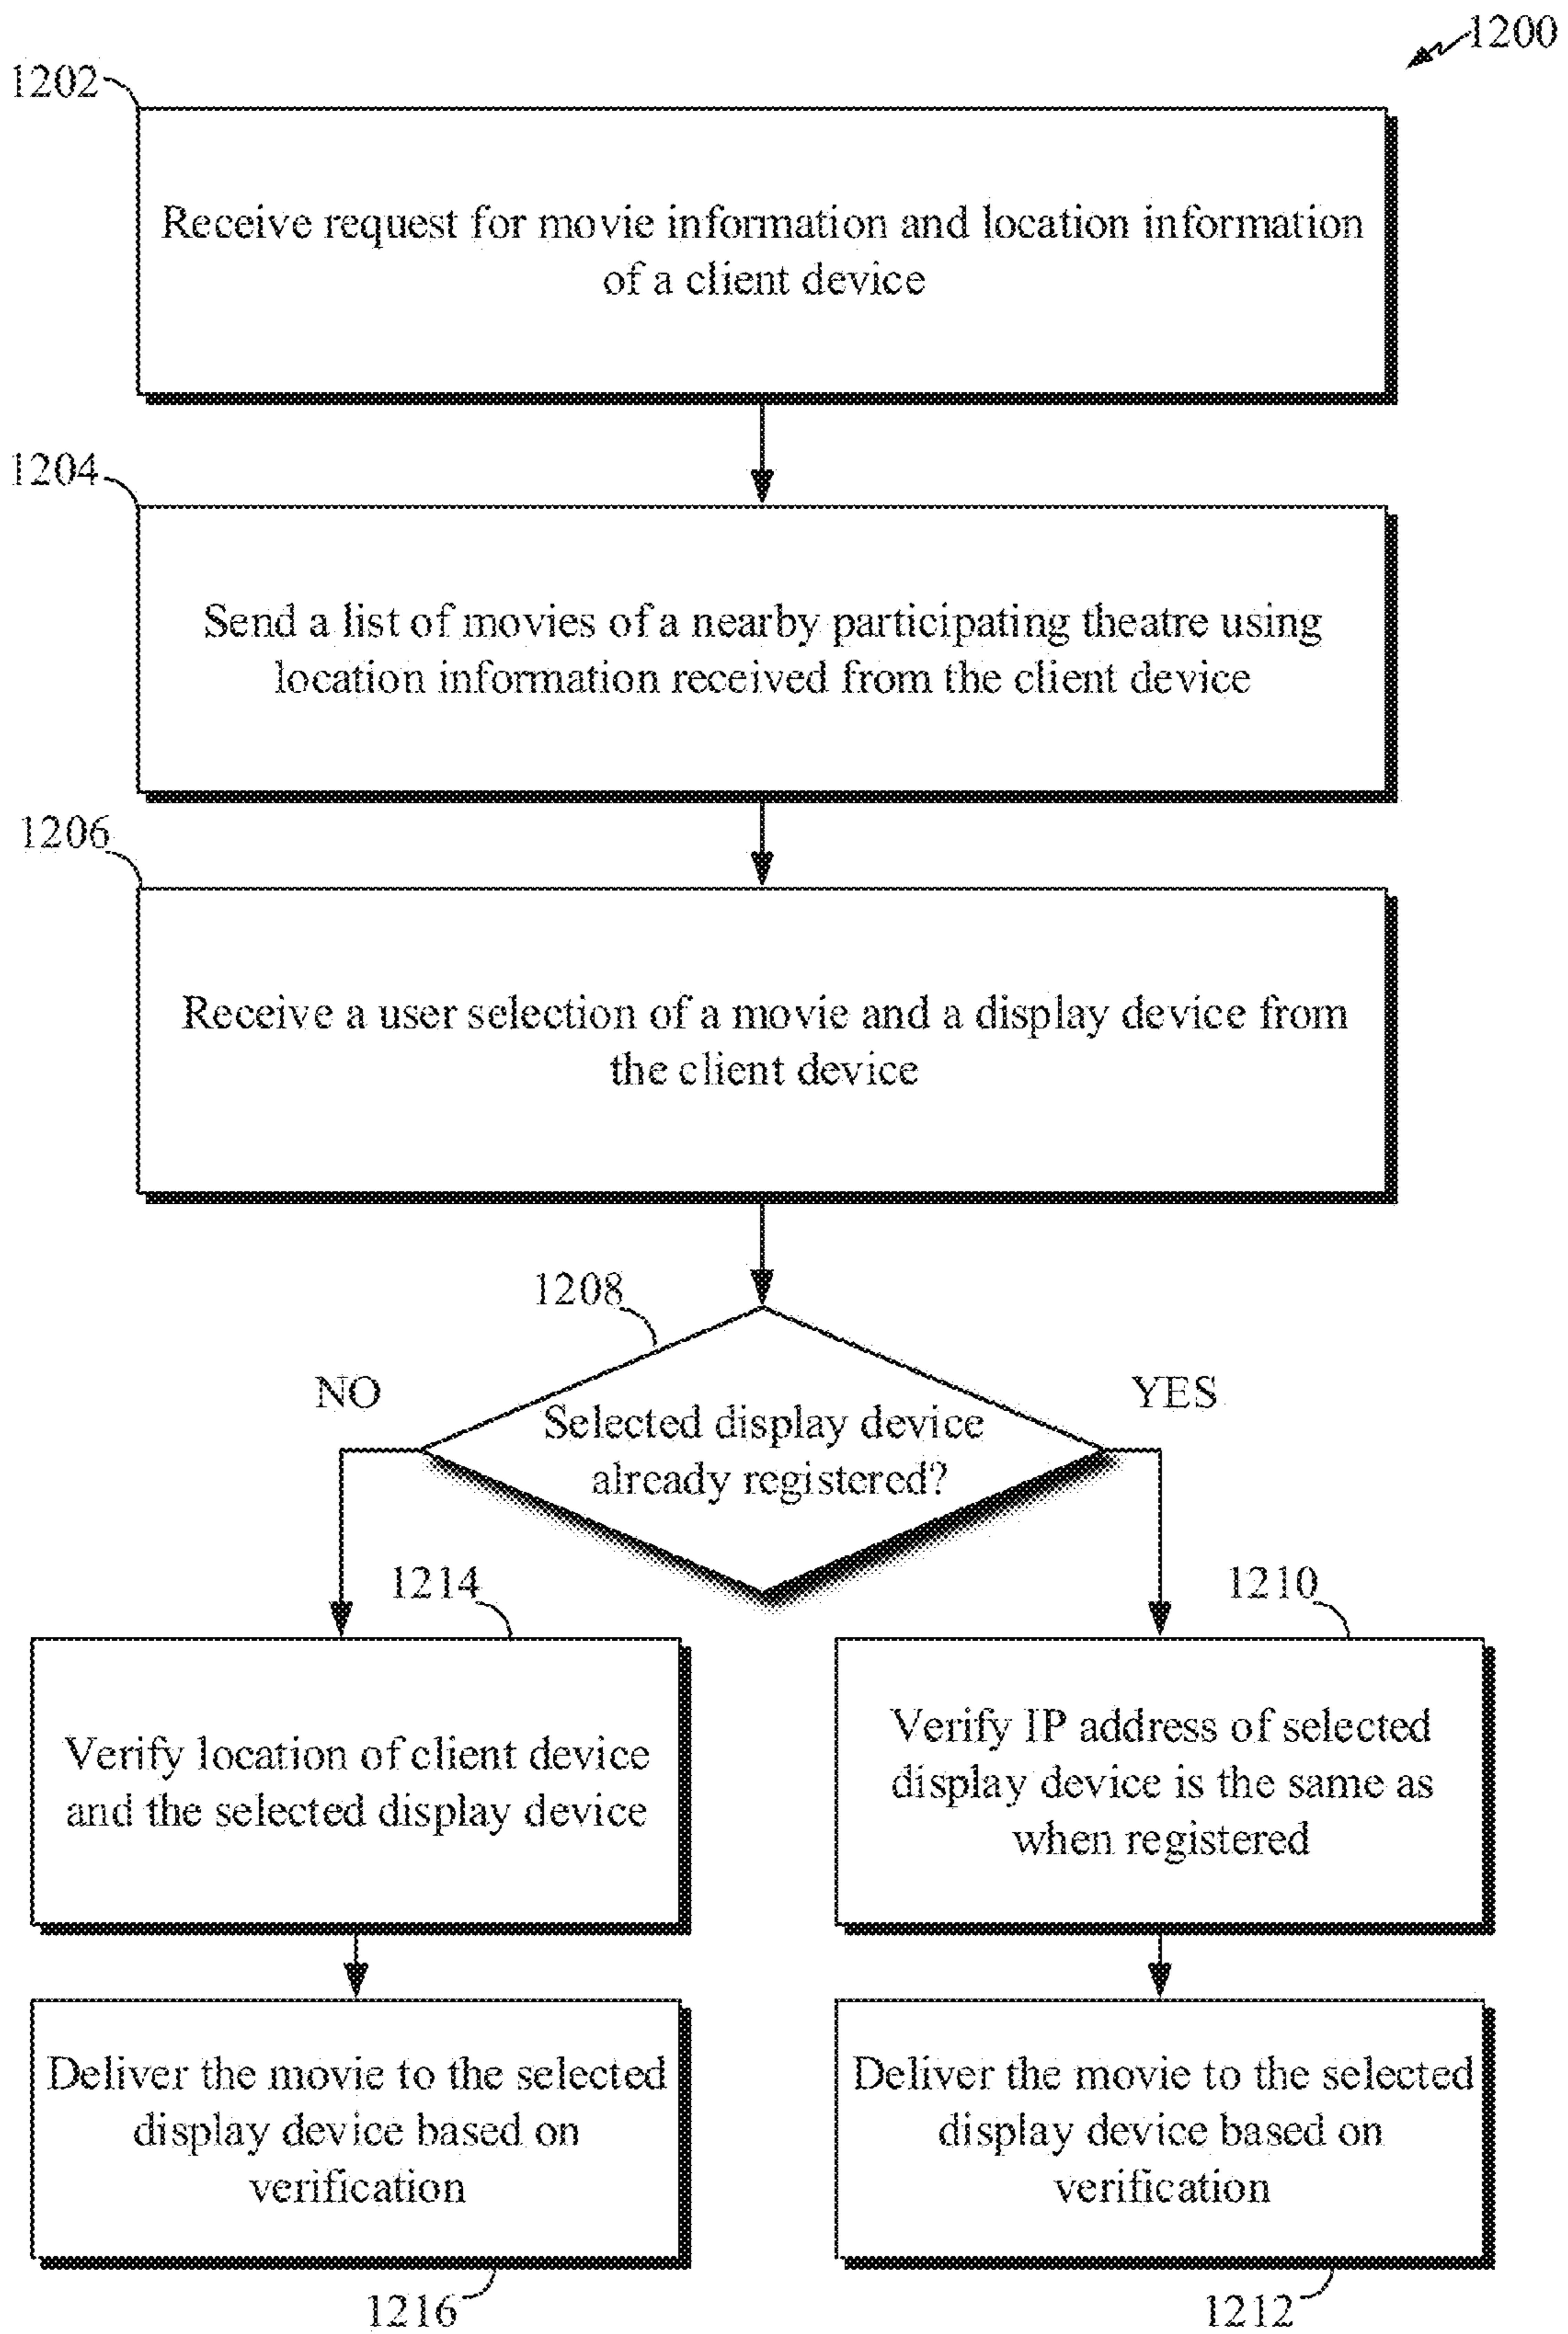 1200
1202
Receive request for movie information and location information
of a client device
1204
Send a list of movies of a nearby participating theatre using
location information received from the client device
1206
Receive a user selection of a movie and a display device from
the client device
1208
NO
YES
Selected display device
already registered?
1214
Verify location of client device
and the selected display device
1210
Verify IP address of selected
display device is the same as
when registered
Deliver the movie to the selected
display device based on
verification
1216
Deliver the movie to the selected
display device based on
verification
1212